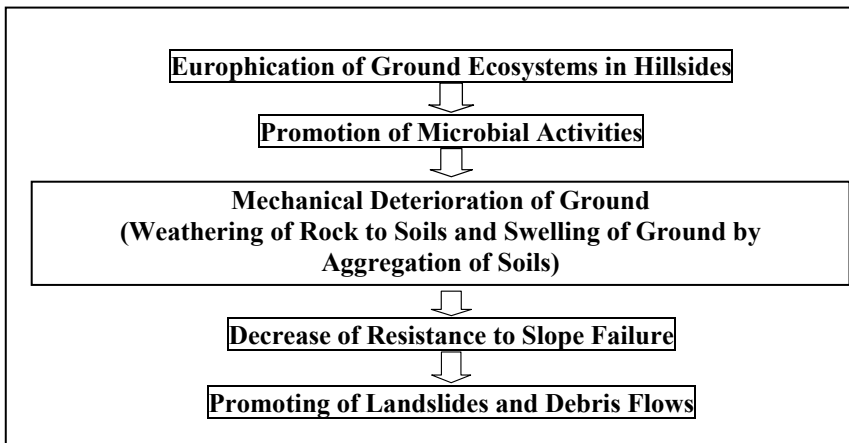 Europhication of Ground Ecosystems in Hillsides
Promotion of Microbial Activities
Mechanical Deterioration of Ground
(Weathering of Rock to Soils and Swelling of Ground by
Aggregation of Soils)
Decrease of Resistance to Slope Failure
Promoting of Landslides and Debris Flows